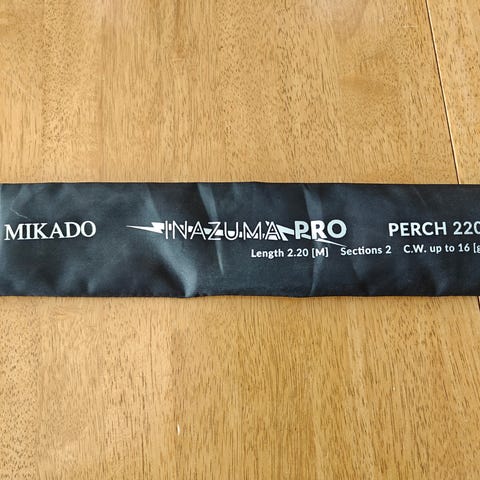 MIKADO INAZUMA PRO PERCH 220
Length 2.20 [M] Sections 2 C.W. up to 16 [g